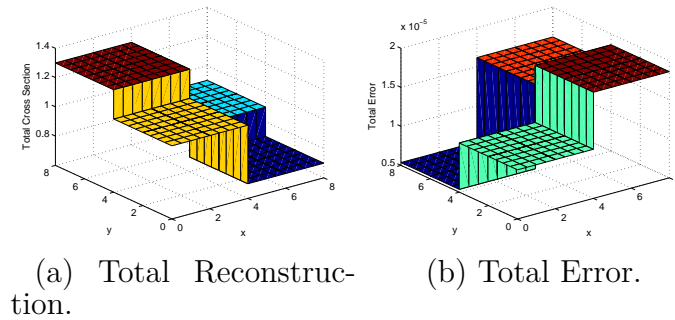 x 10⁻⁵
1.4
1.2
1
0.8
Total Cross Section
8
6
4
2
0
y
0
2
4
6
8
x
2
1.5
1
0.5
Total Error
8
6
4
2
0
y
0
2
4
6
8
x
(a) Total Reconstruc-
tion.
(b) Total Error.